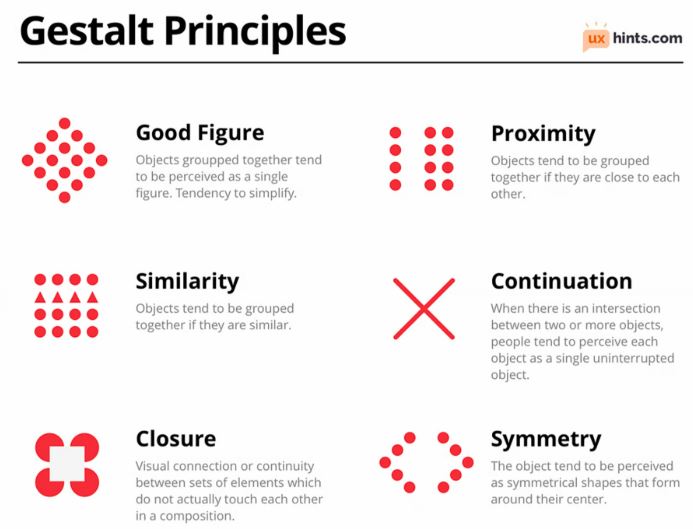 Gestalt Principles
ux hints.com
Good Figure
Objects groupped together tend
to be perceived as a single
figure. Tendency to simplify.
Proximity
Objects tend to be grouped
together if they are close to each
other.
Similarity
Objects tend to be grouped
together if they are similar.
Continuation
When there is an intersection
between two or more objects,
people tend to perceive each
object as a single uninterrupted
object.
Closure
Visual connection or continuity
between sets of elements which
do not actually touch each other
in a composition.
Symmetry
The object tend to be perceived
as symmetrical shapes that form
around their center.